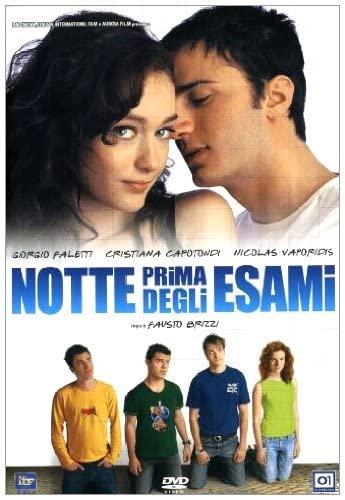 GIORGIO FALETTI CRISTIANA CAPOTONDI NICOLAS VAPORIDIS
NOTTE PRIMA DEGLI ESAMI
regia di FAUSTO BRIZZI
DVD
VIDEO
01